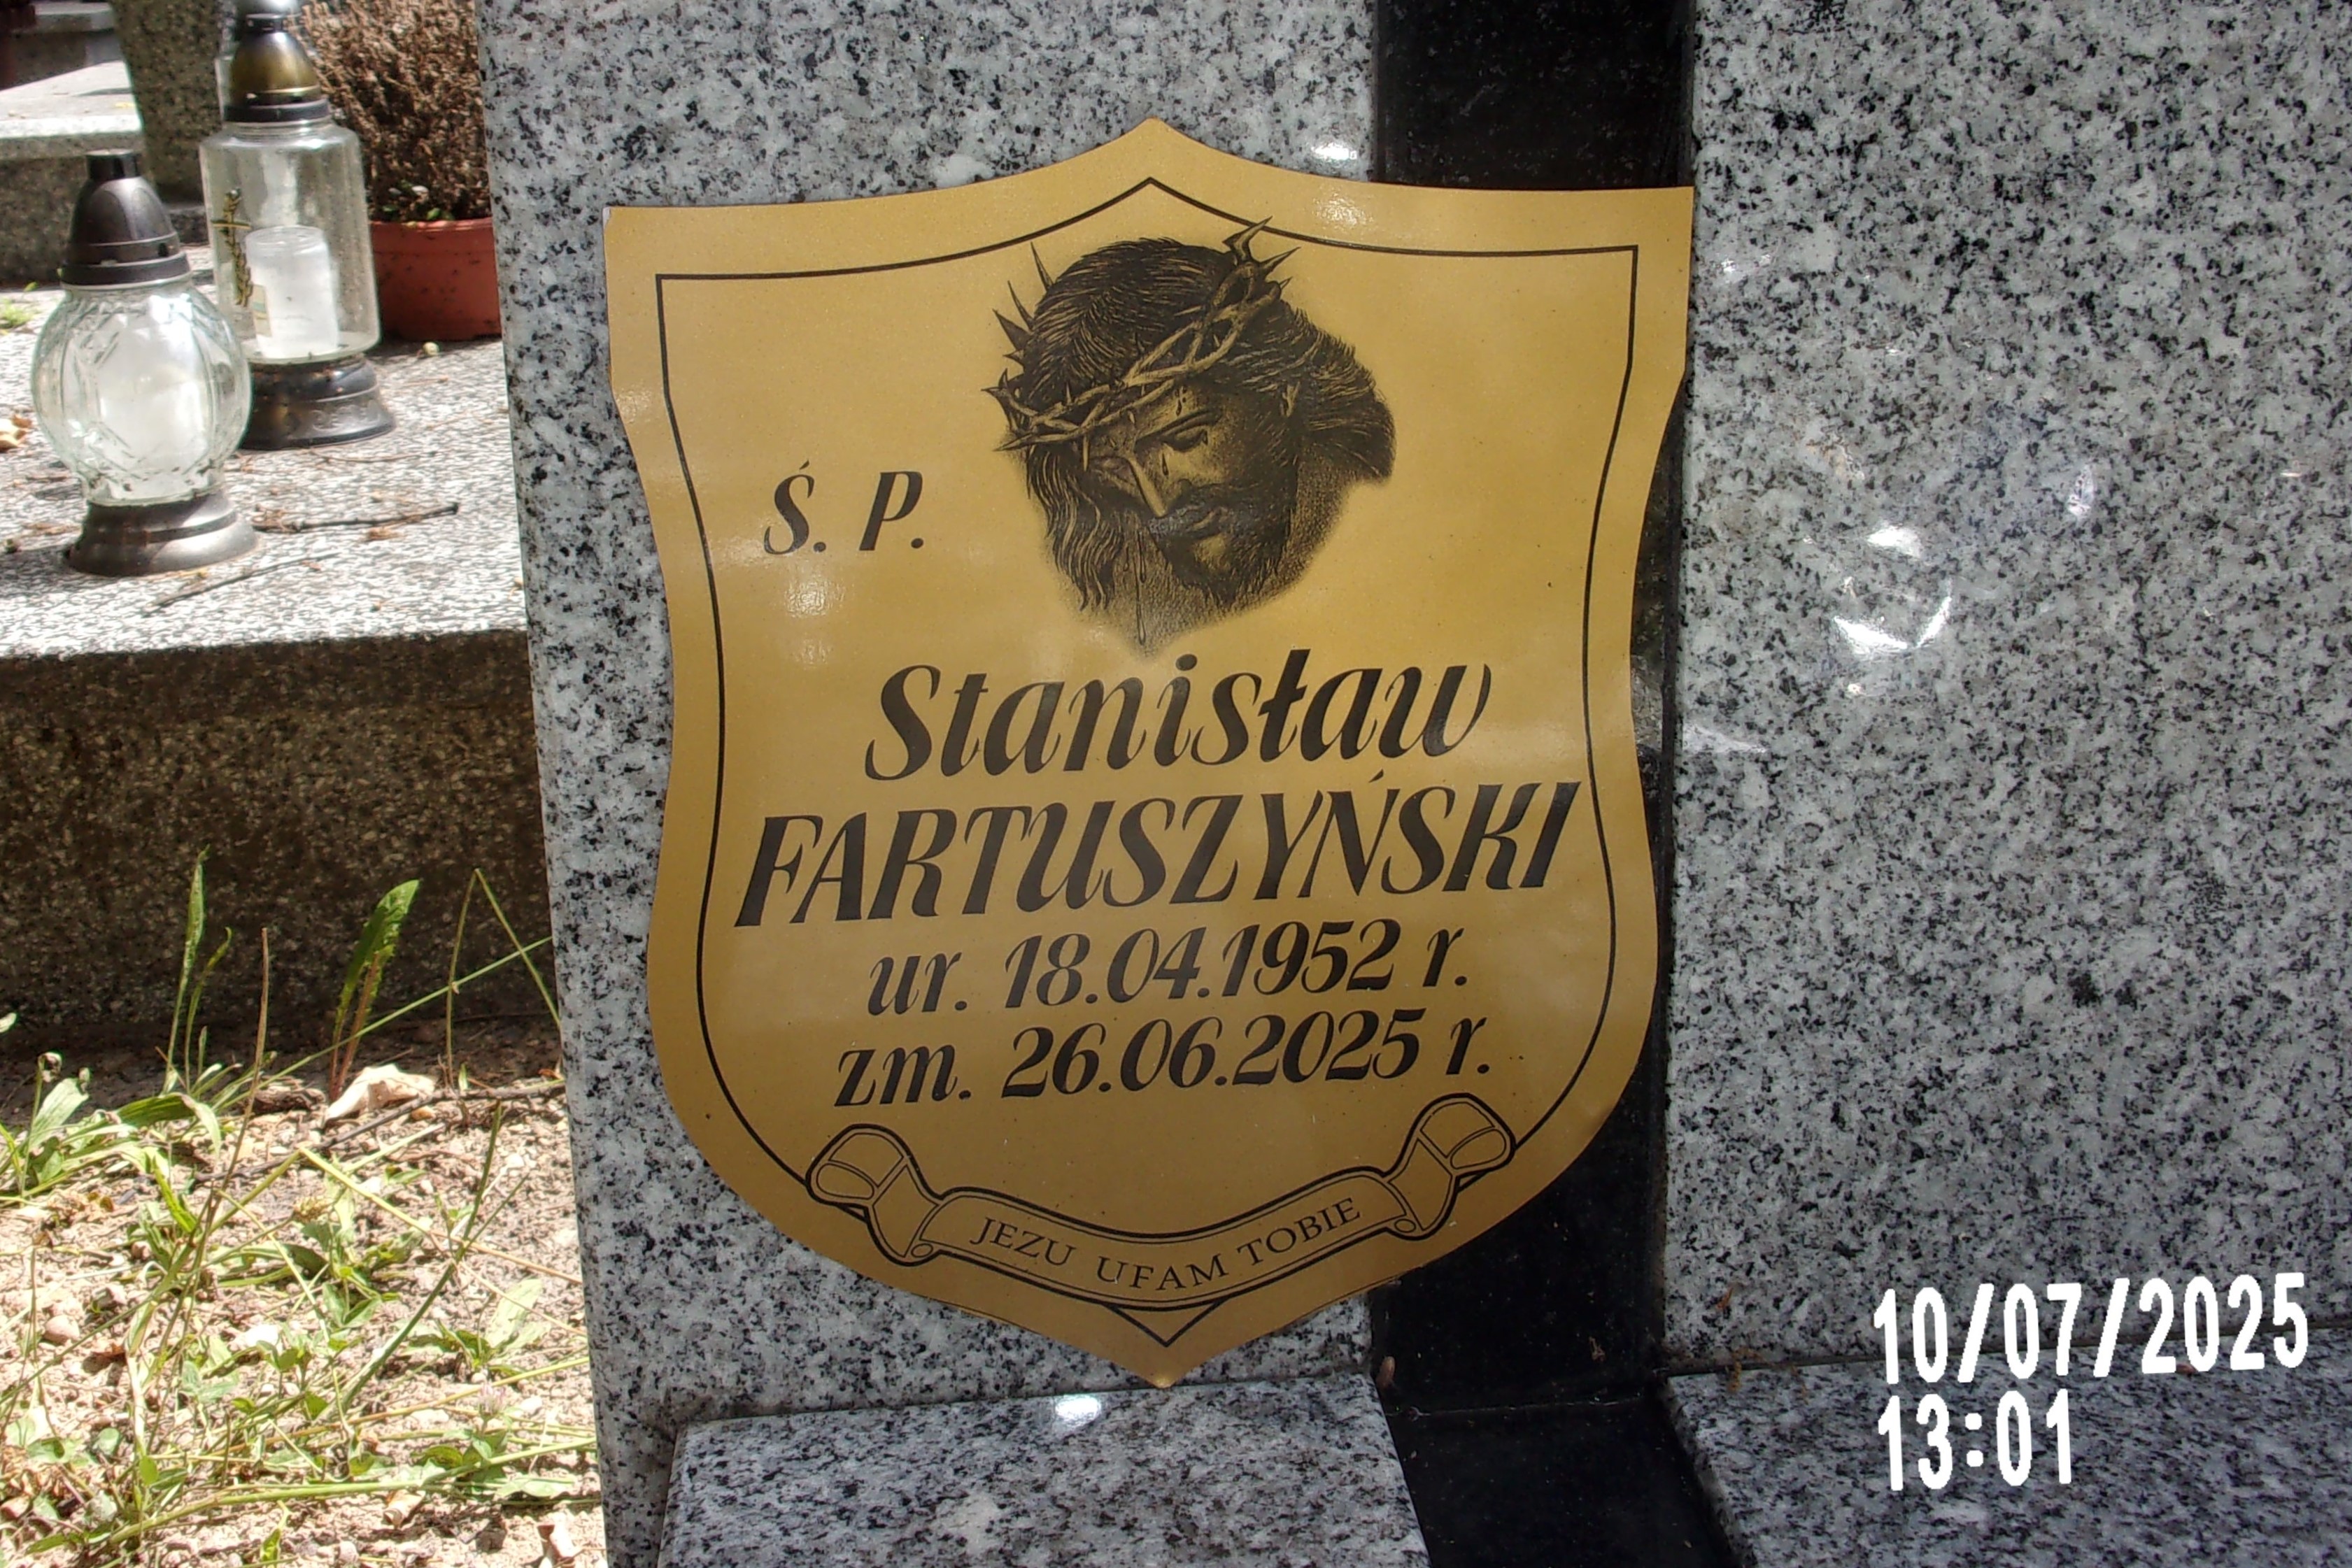 Ś. P.
Stanisław
FARTUSZYŃSKI
ur. 18.04.1952 r.
zm. 26.06.2025 r.
JEZU UFAM TOBIE
10/07/2025
13:01